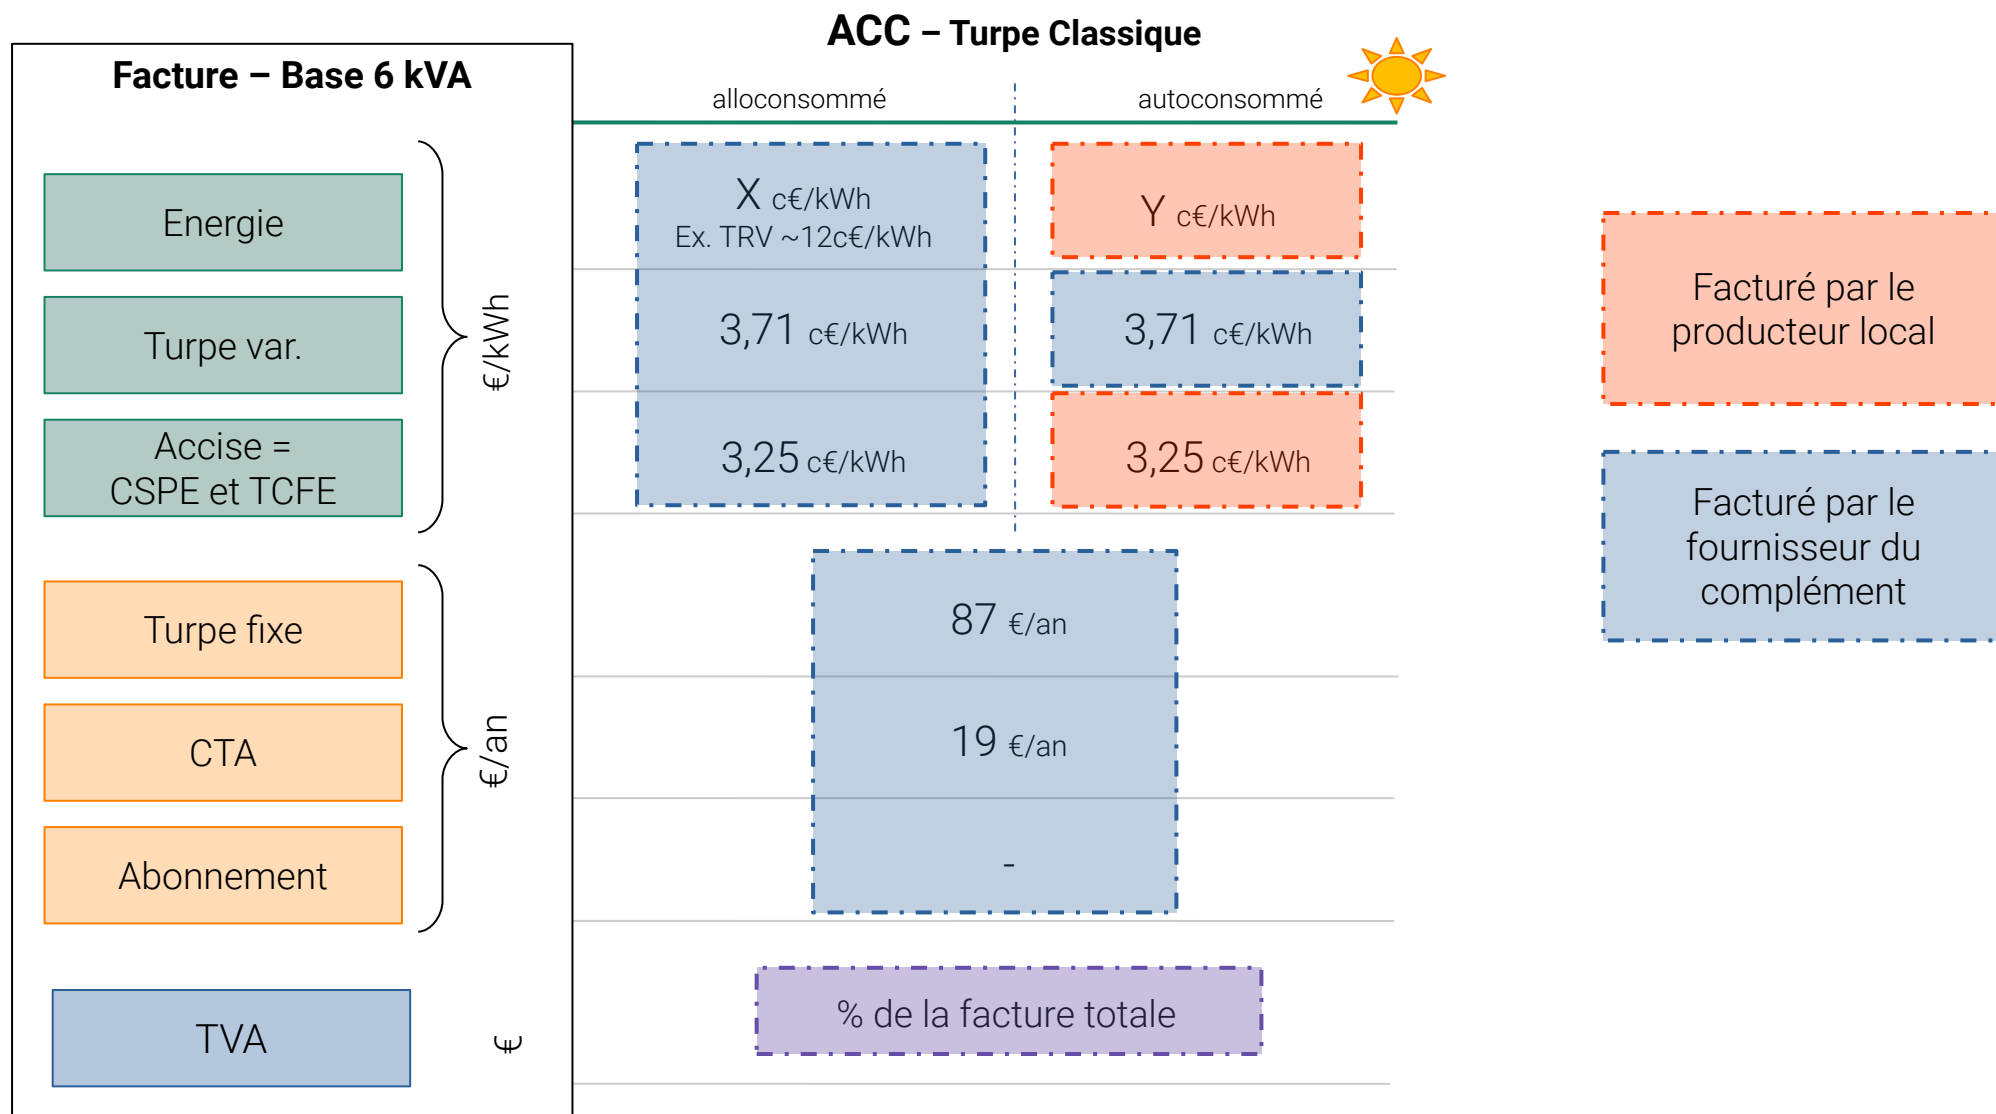 ACC – Turpe Classique
Facture – Base 6 kVA
alloconsommé
autoconsommé
Energie
X c€/kWh
Ex. TRV ~12c€/kWh
Y c€/kWh
Turpe var.
3,71 c€/kWh
3,71 c€/kWh
Accise =
CSPE et TCFE
3,25 c€/kWh
3,25 c€/kWh
€/kWh
Turpe fixe
87 €/an
CTA
19 €/an
Abonnement
-
€/an
TVA
€
% de la facture totale
Facturé par le
producteur local
Facturé par le
fournisseur du
complément